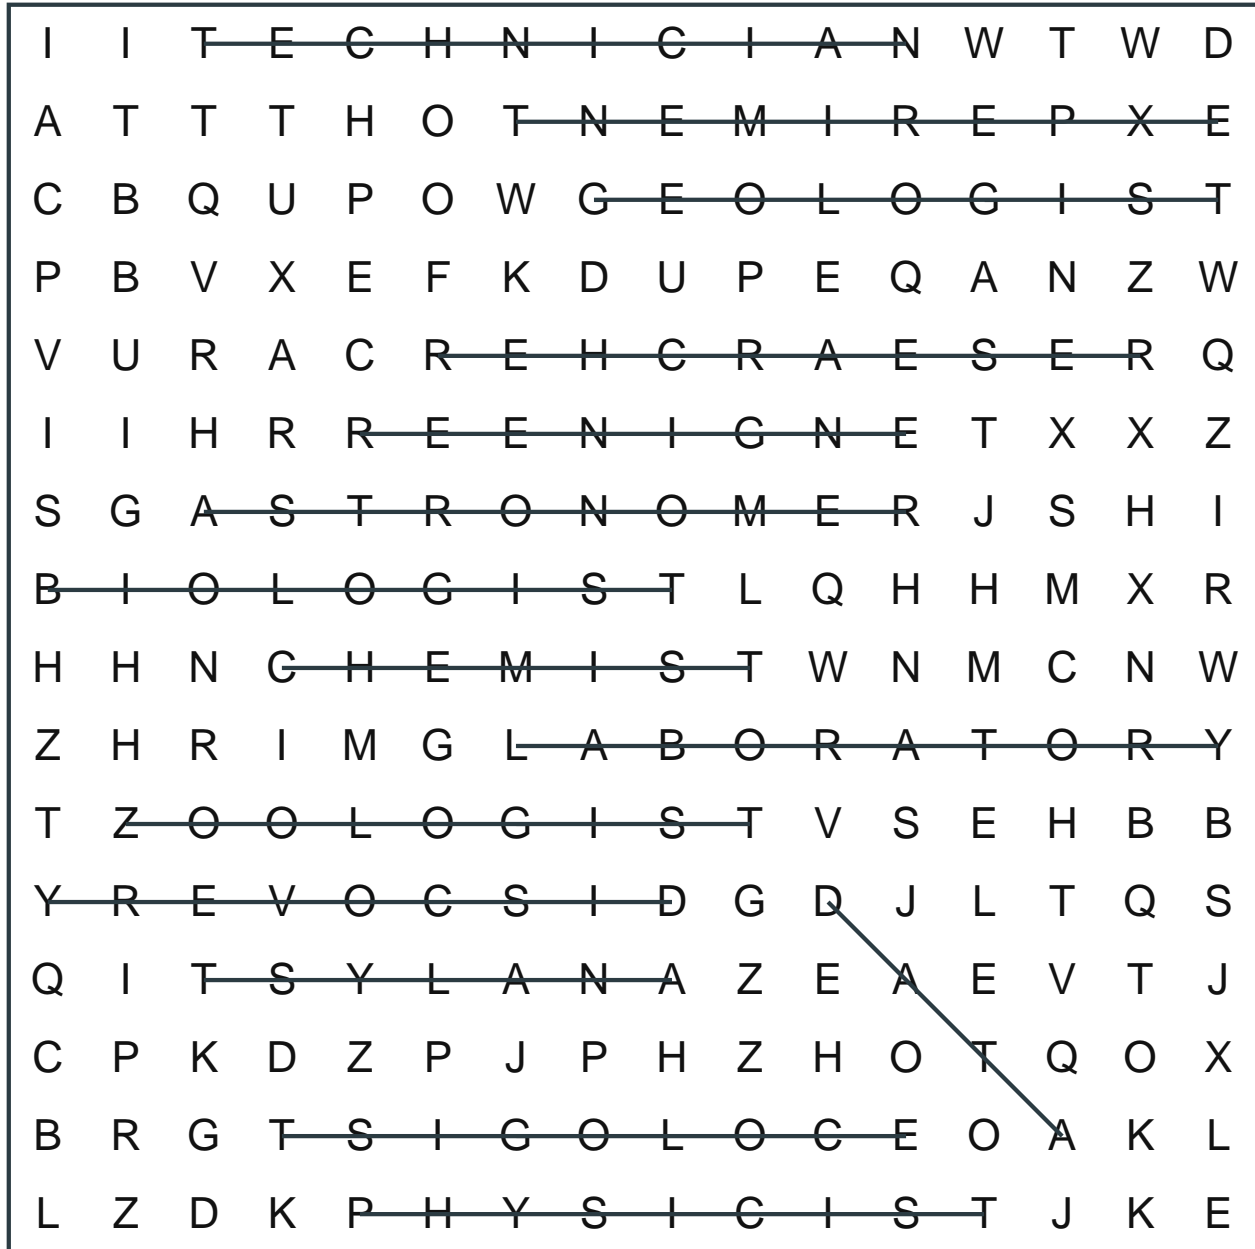 I I T E C H N I C I A N W T W D
A T T T H O T N E M I R E P X E
C B Q U P O W G E O L O G I S T
P B V X E F K D U P E Q A N Z W
V U R A C R E H C R A E S E R Q
I I H R R E E N I G N E T X X Z
S G A S T R O N O M E R J S H I
B I O L O G I S T L Q H H M X R
H H N C H E M I S T W N M C N W
Z H R I M G L A B O R A T O R Y
T Z O O L O G I S T V S E H B B
Y R E V O C S I D G D J L T Q S
Q I T S Y L A N A Z E A E V T J
C P K D Z P J P H Z H O T Q O X
B R G T S I G O L O C E O A K L
L Z D K P H Y S I C I S T J K E